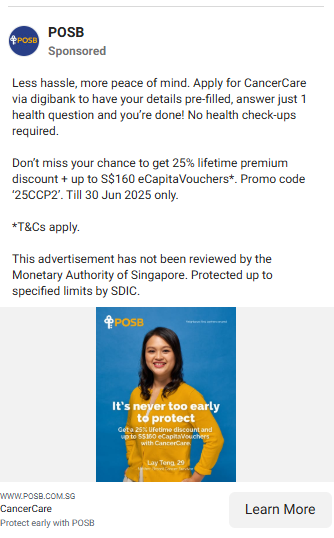 POSB
POSB
Sponsored
Less hassle, more peace of mind. Apply for CancerCare
via digibank to have your details pre-filled, answer just 1
health question and you're done! No health check-ups
required.
Don't miss your chance to get 25% lifetime premium
discount + up to S$160 eCapitaVouchers*. Promo code
'25CCP2'. Till 30 Jun 2025 only.
*T&Cs apply.
This advertisement has not been reviewed by the
Monetary Authority of Singapore. Protected up to
specified limits by SDIC.
POSB
It's never too early
to protect
Get a 25% lifetime discount and
up to S$160 eCapitaVouchers
with CancerCare
Lay Teng, 29
WWW.POSB.COM.SG
CancerCare
Protect early with POSB
Learn More